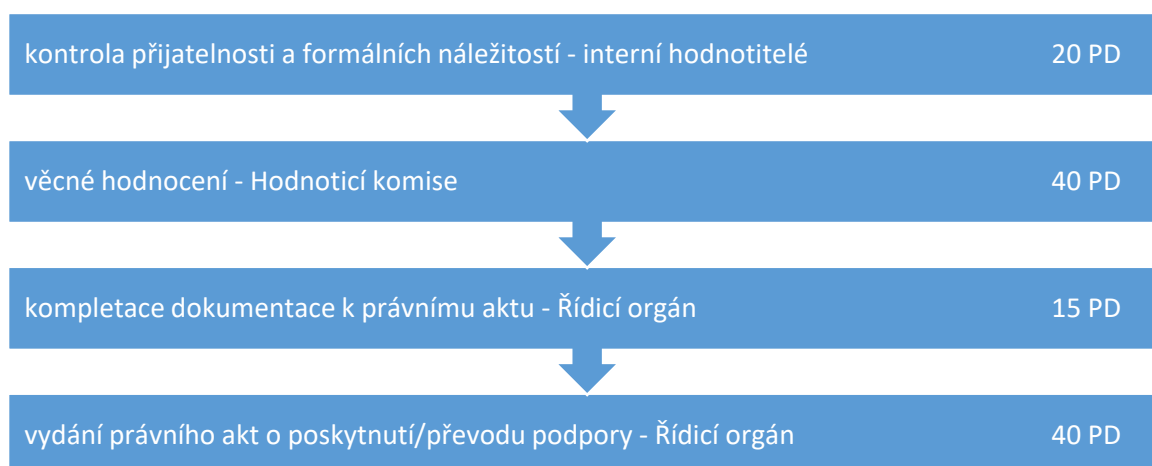 kontrola přijatelnosti a formálních náležitostí - interní hodnotitelé 20 PD
věcné hodnocení - Hodnoticí komise 40 PD
kompletace dokumentace k právnímu aktu - Řídicí orgán 15 PD
vydání právního akt o poskytnutí/převodu podpory - Řídicí orgán 40 PD